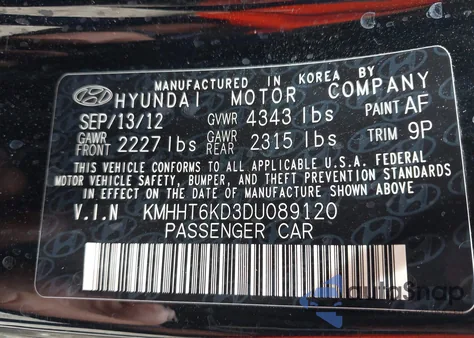 MANUFACTURED IN KOREA BY
HYUNDAI MOTOR COMPANY
SEP/13/12 GVWR 4343 lbs PAINT AF
GAWR FRONT 2227 lbs GAWR REAR 2315 lbs TRIM 9P
THIS VEHICLE CONFORMS TO ALL APPLICABLE U.S.A. FEDERAL
MOTOR VEHICLE SAFETY, BUMPER, AND THEFT PREVENTION STANDARDS
IN EFFECT ON THE DATE OF MANUFACTURE SHOWN ABOVE
V.I.N KMHHT6KD3DU089120
PASSENGER CAR
autoSnap